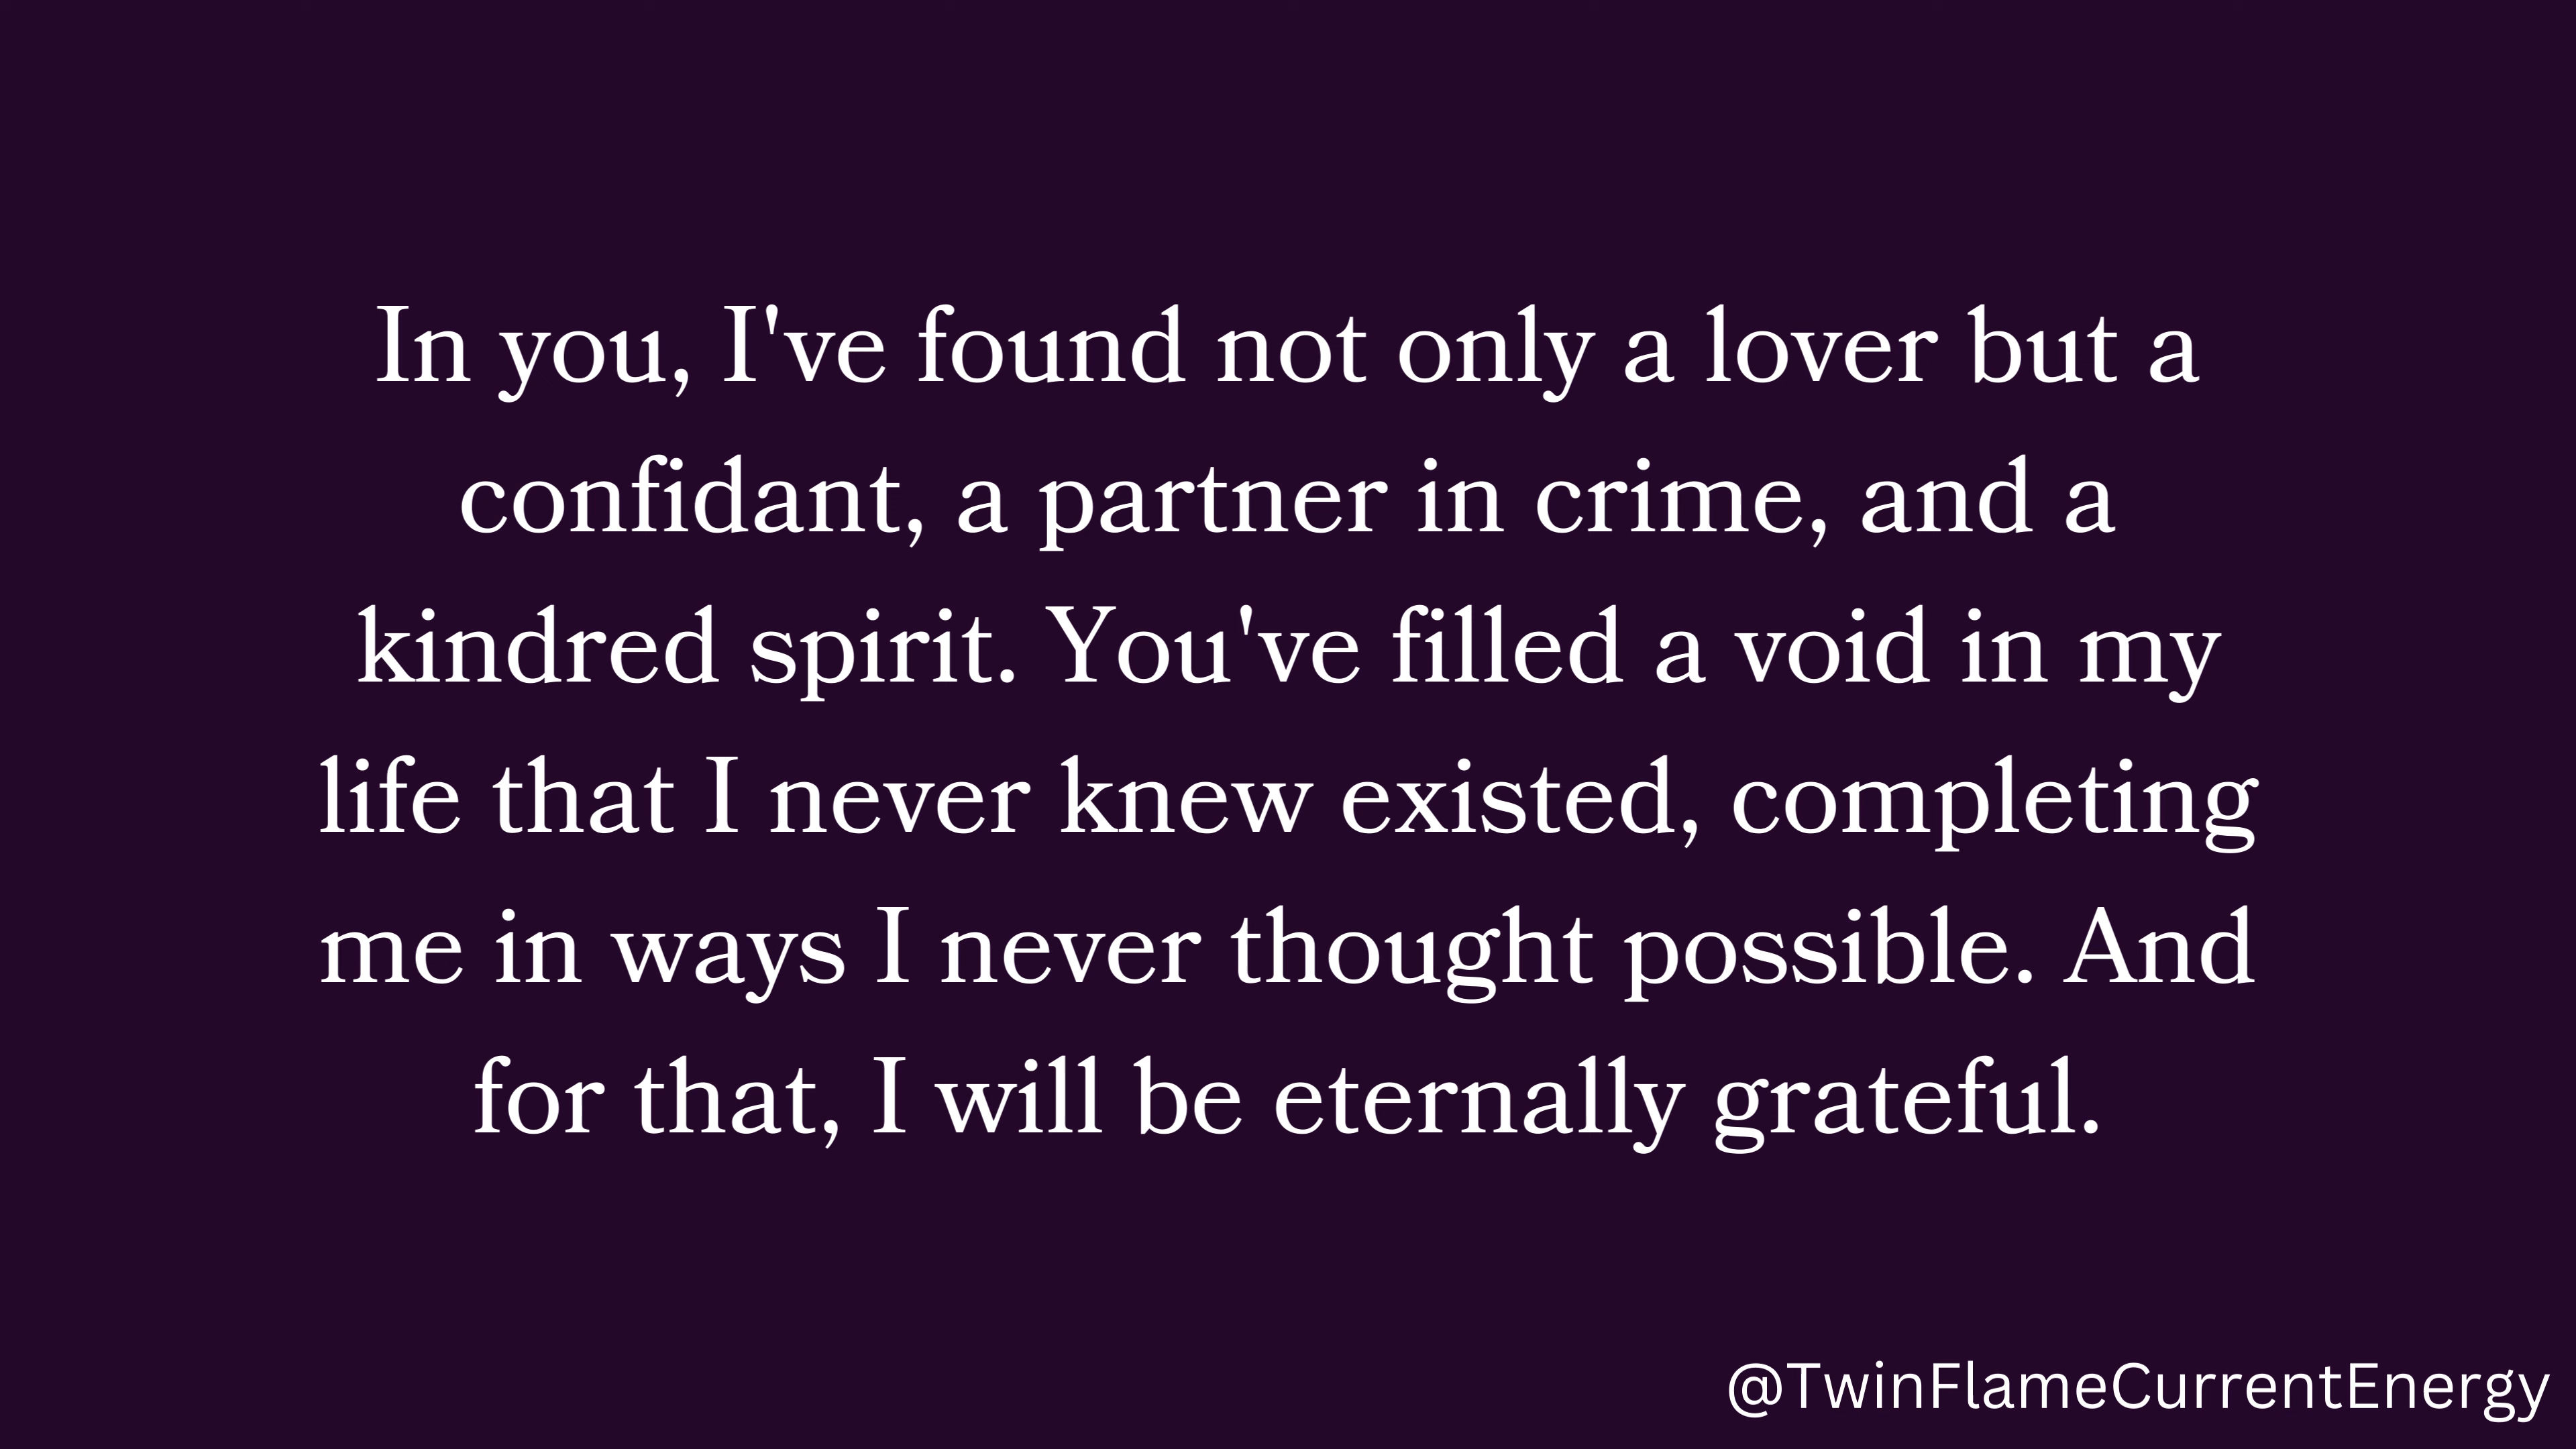 In you, I've found not only a lover but a
confidant, a partner in crime, and a
kindred spirit. You've filled a void in my
life that I never knew existed, completing
me in ways I never thought possible. And
for that, I will be eternally grateful.
@TwinFlameCurrentEnergy